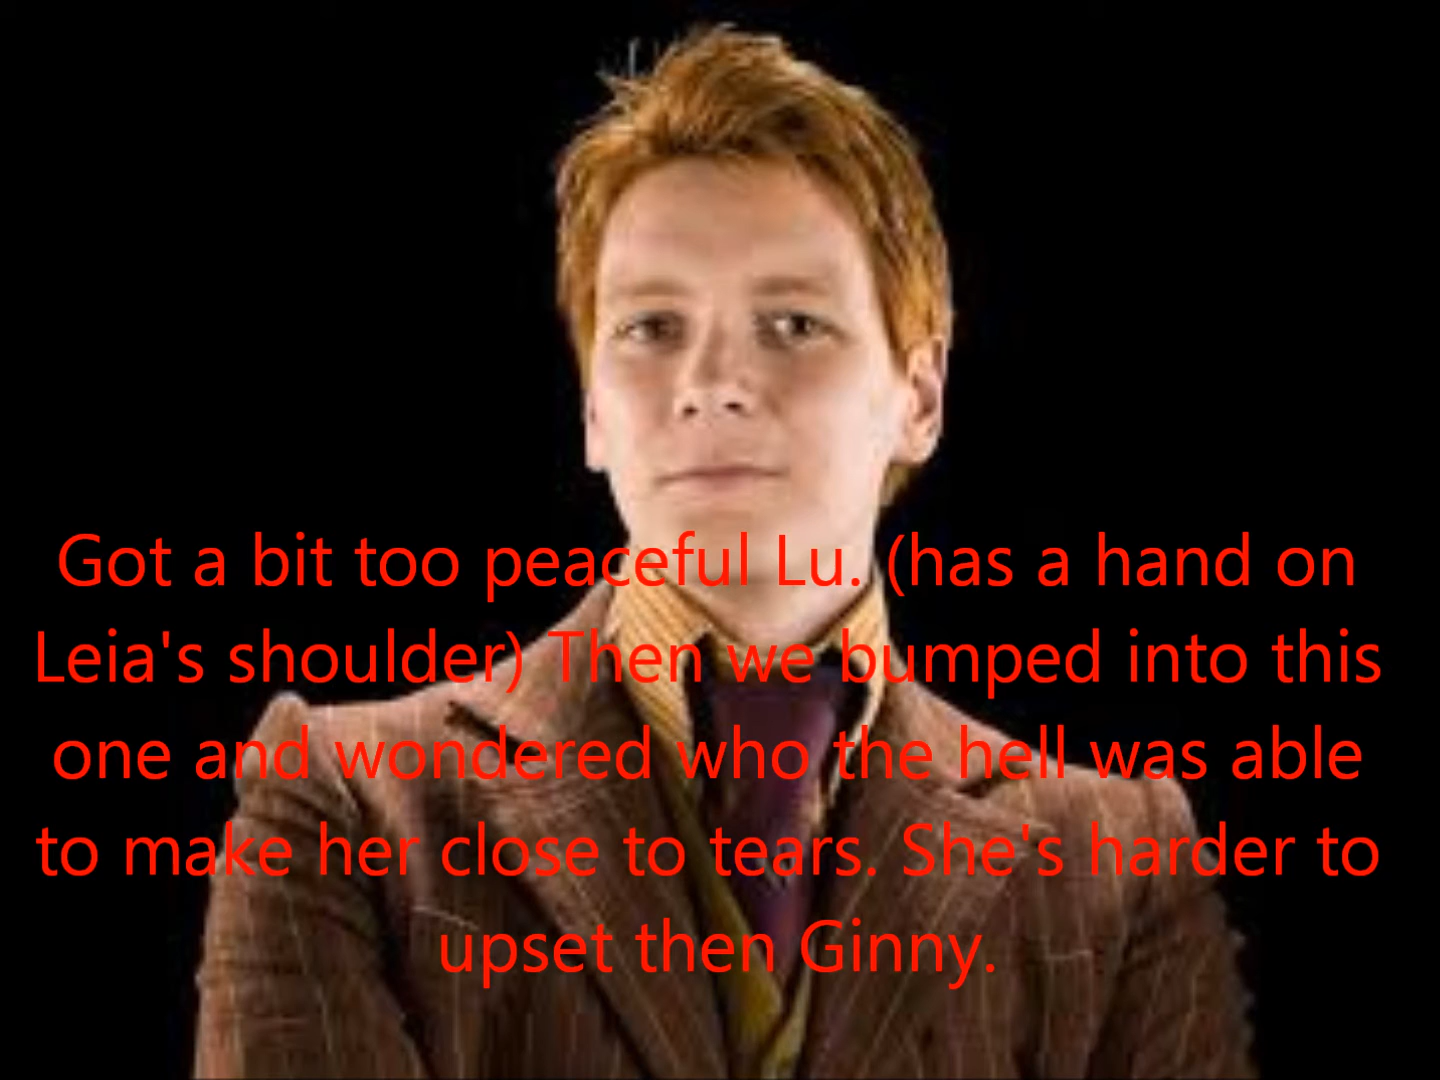 Got a bit too peaceful Lu. (has a hand on
Leia's shoulder) Then we bumped into this
one and wondered who the hell was able
to make her close to tears. She's harder to
upset then Ginny.